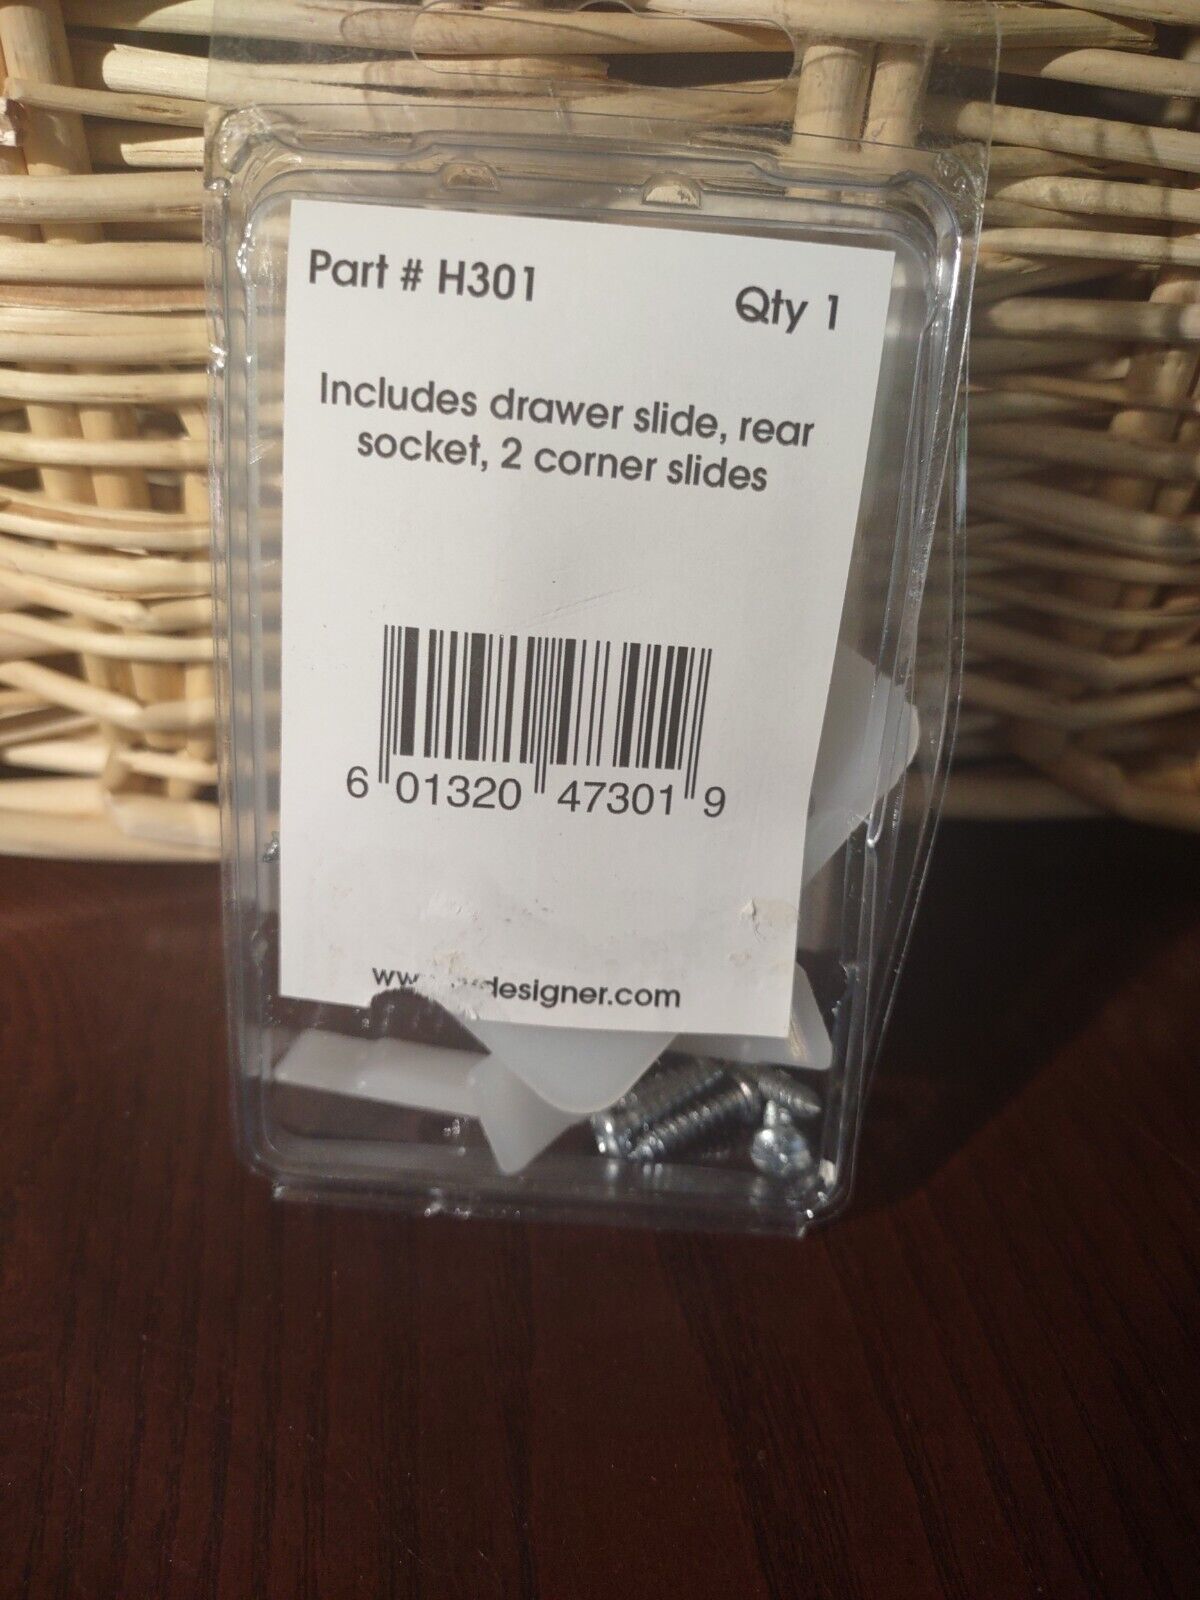 Part # H301
Qty 1
Includes drawer slide, rear
socket, 2 corner slides
6 01320 47301 9
designer.com